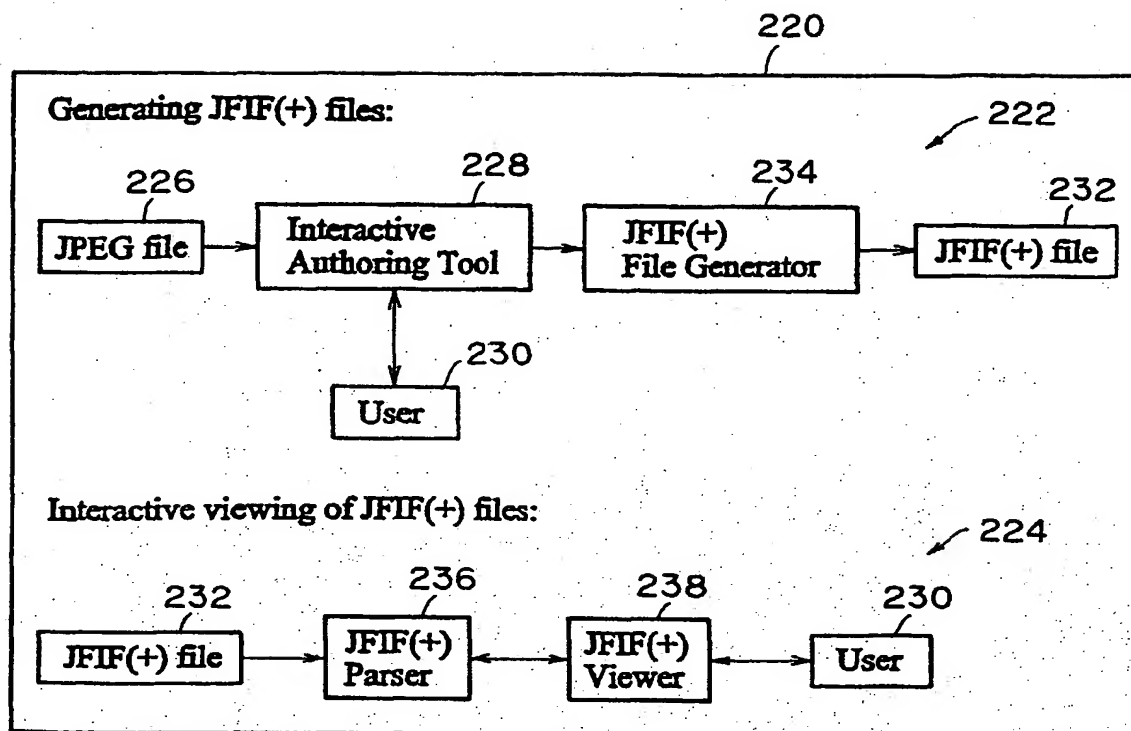 220
Generating JFIF(+) files:
222
226
228
234
232
JPEG file
Interactive
Authoring Tool
JFIF(+)
File Generator
JFIF(+) file
230
User
Interactive viewing of JFIF(+) files:
224
232
236
238
230
JFIF(+) file
JFIF(+)
Parser
JFIF(+)
Viewer
User